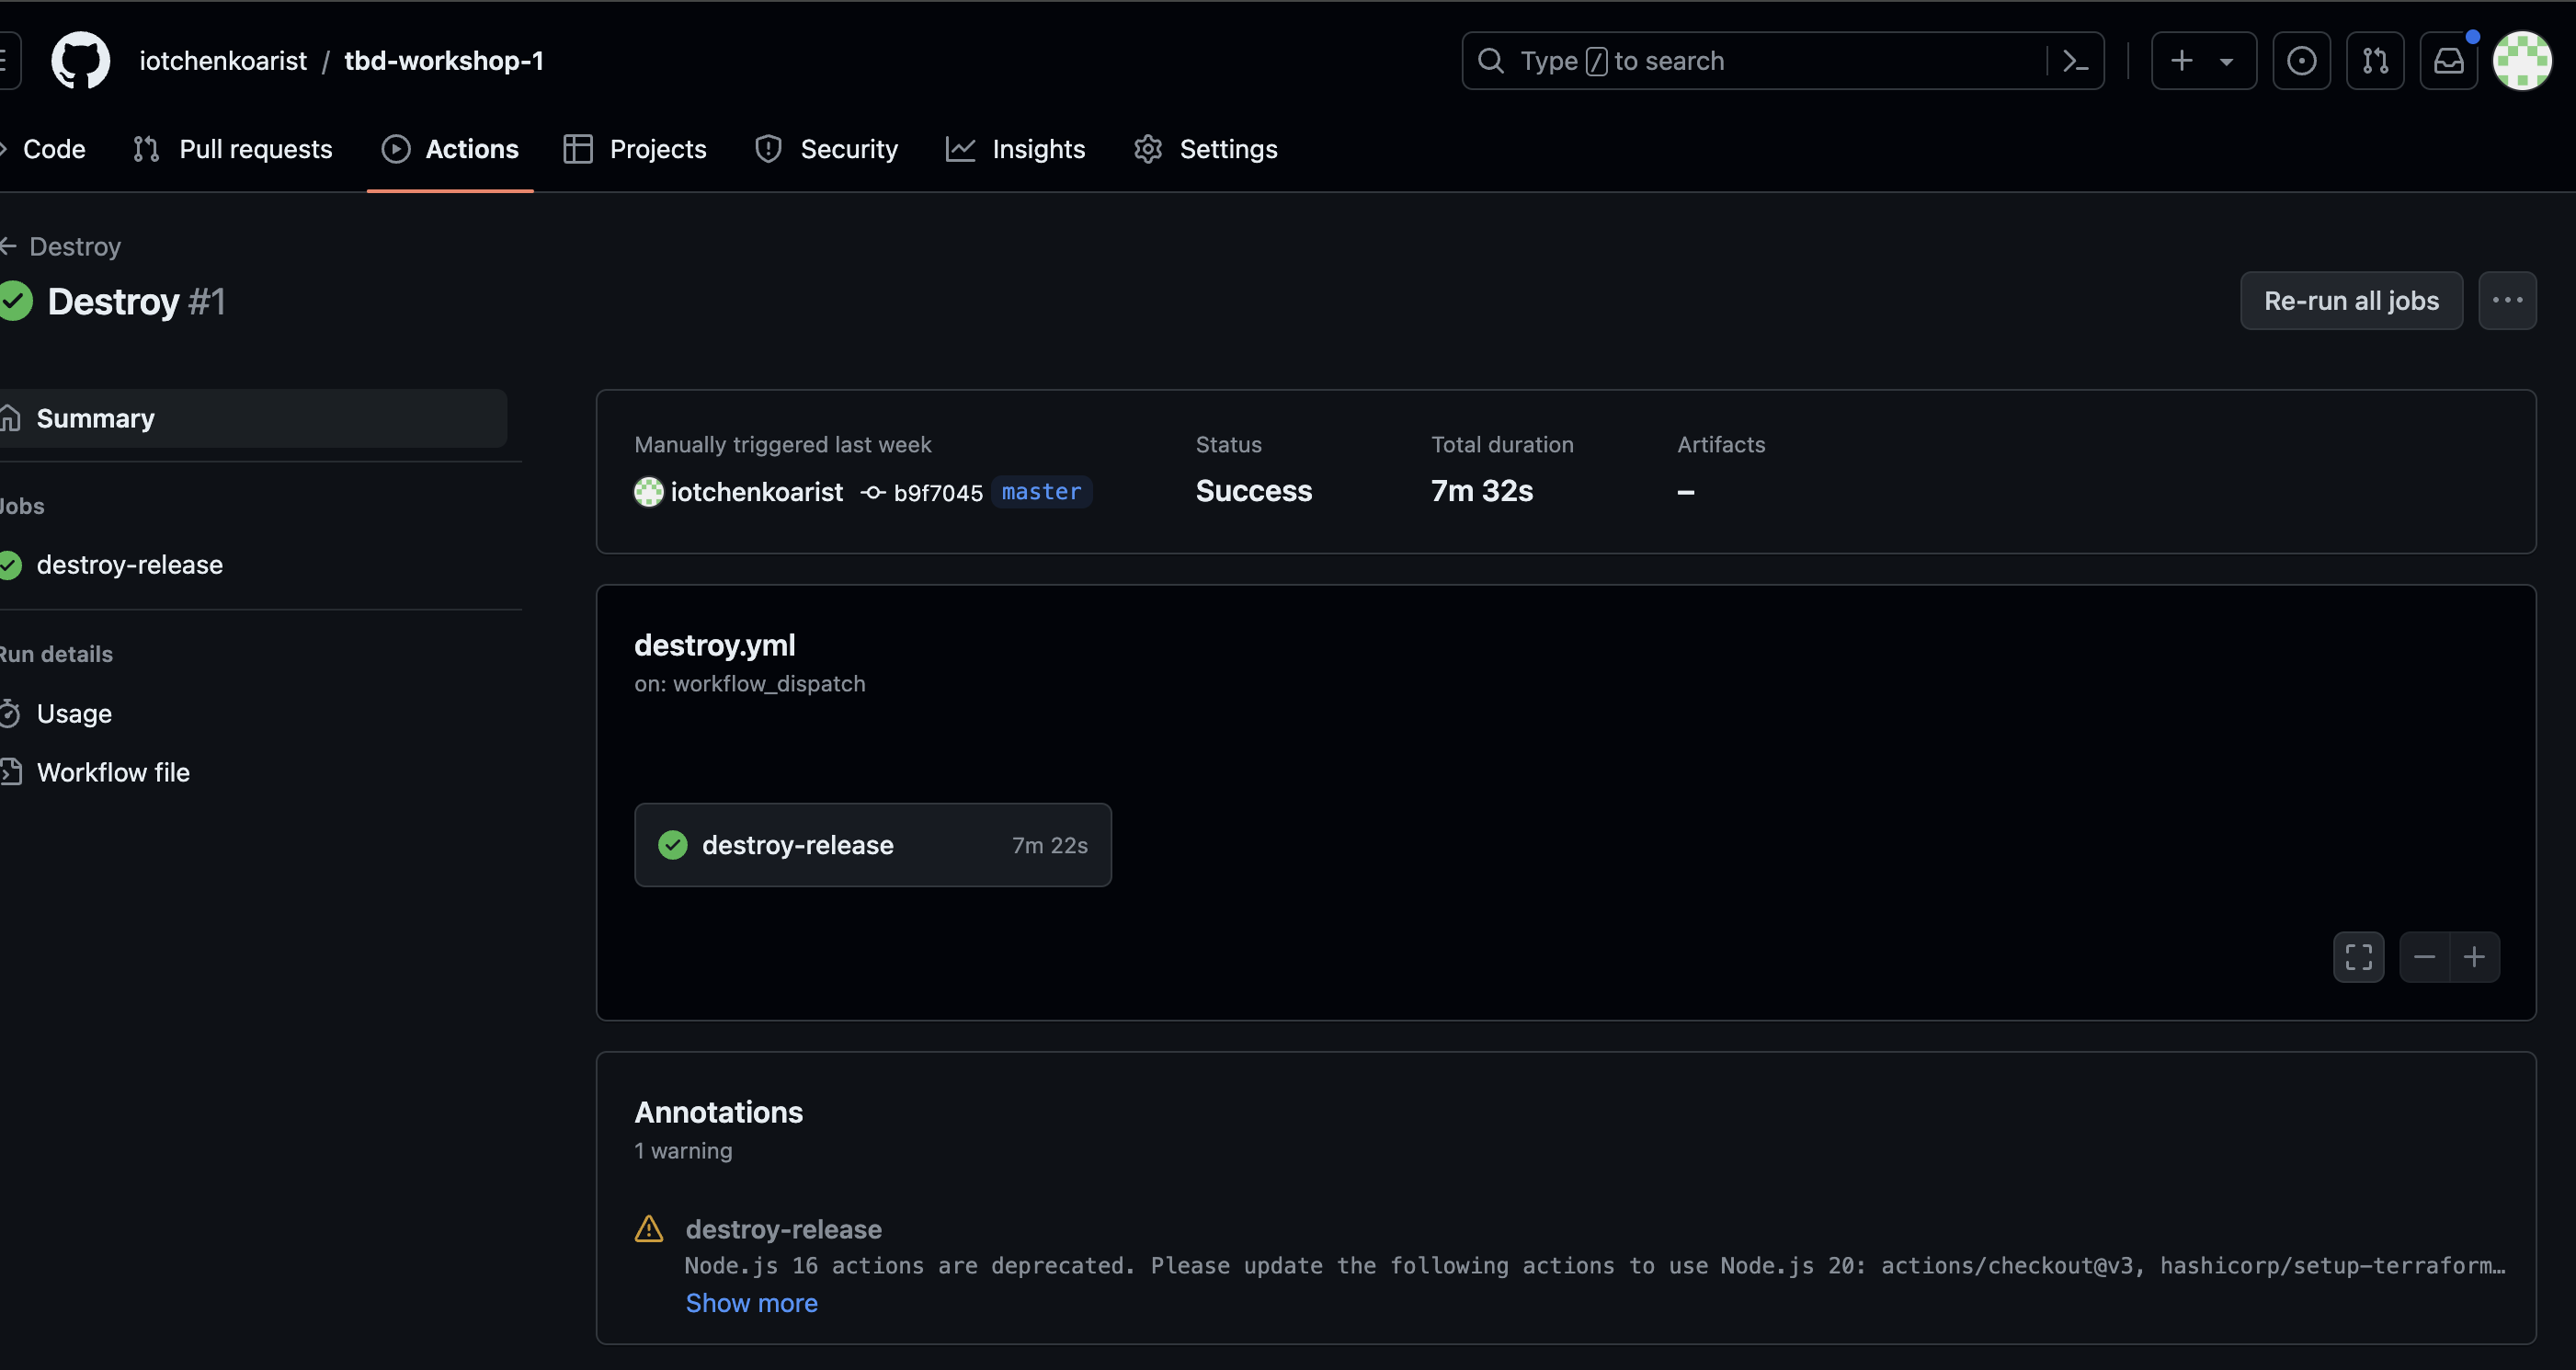 iotchenkoarist / tbd-workshop-1
Type / to search
Code
Pull requests
Actions
Projects
Security
Insights
Settings
Destroy
Destroy #1
Re-run all jobs
Summary
Jobs
destroy-release
Run details
Usage
Workflow file
Manually triggered last week
iotchenkoarist b9f7045 master
Status
Success
Total duration
7m 32s
Artifacts
–
destroy.yml
on: workflow_dispatch
destroy-release 7m 22s
Annotations
1 warning
destroy-release
Node.js 16 actions are deprecated. Please update the following actions to use Node.js 20: actions/checkout@v3, hashicorp/setup-terraform…
Show more